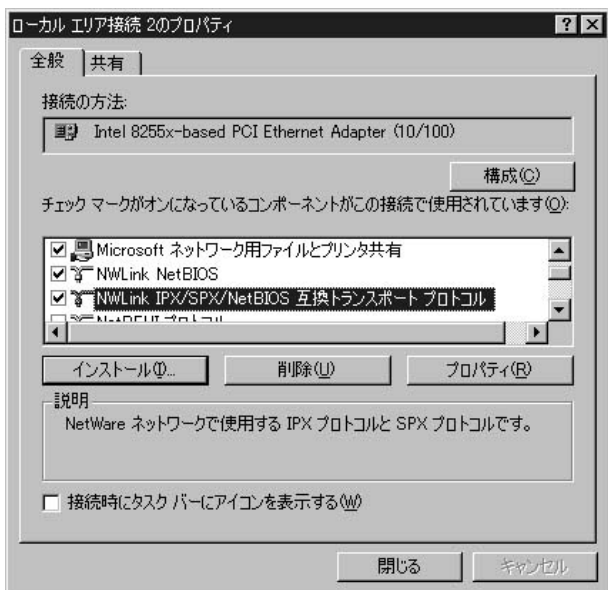 ローカル エリア接続 2のプロパティ
全般 共有
接続の方法:
Intel 8255x-based PCI Ethernet Adapter (10/100)
構成(C)
チェック マークがオンになっているコンポーネントがこの接続で使用されています(O):
Microsoft ネットワーク用ファイルとプリンタ共有
NWLink NetBIOS
NWLink IPX/SPX/NetBIOS 互換トランスポート プロトコル
NetBEUI プロトコル
インストール(I)... 削除(U) プロパティ(R)
説明
NetWare ネットワークで使用する IPX プロトコルと SPX プロトコルです。
接続時にタスク バーにアイコンを表示する(W)
閉じる キャンセル